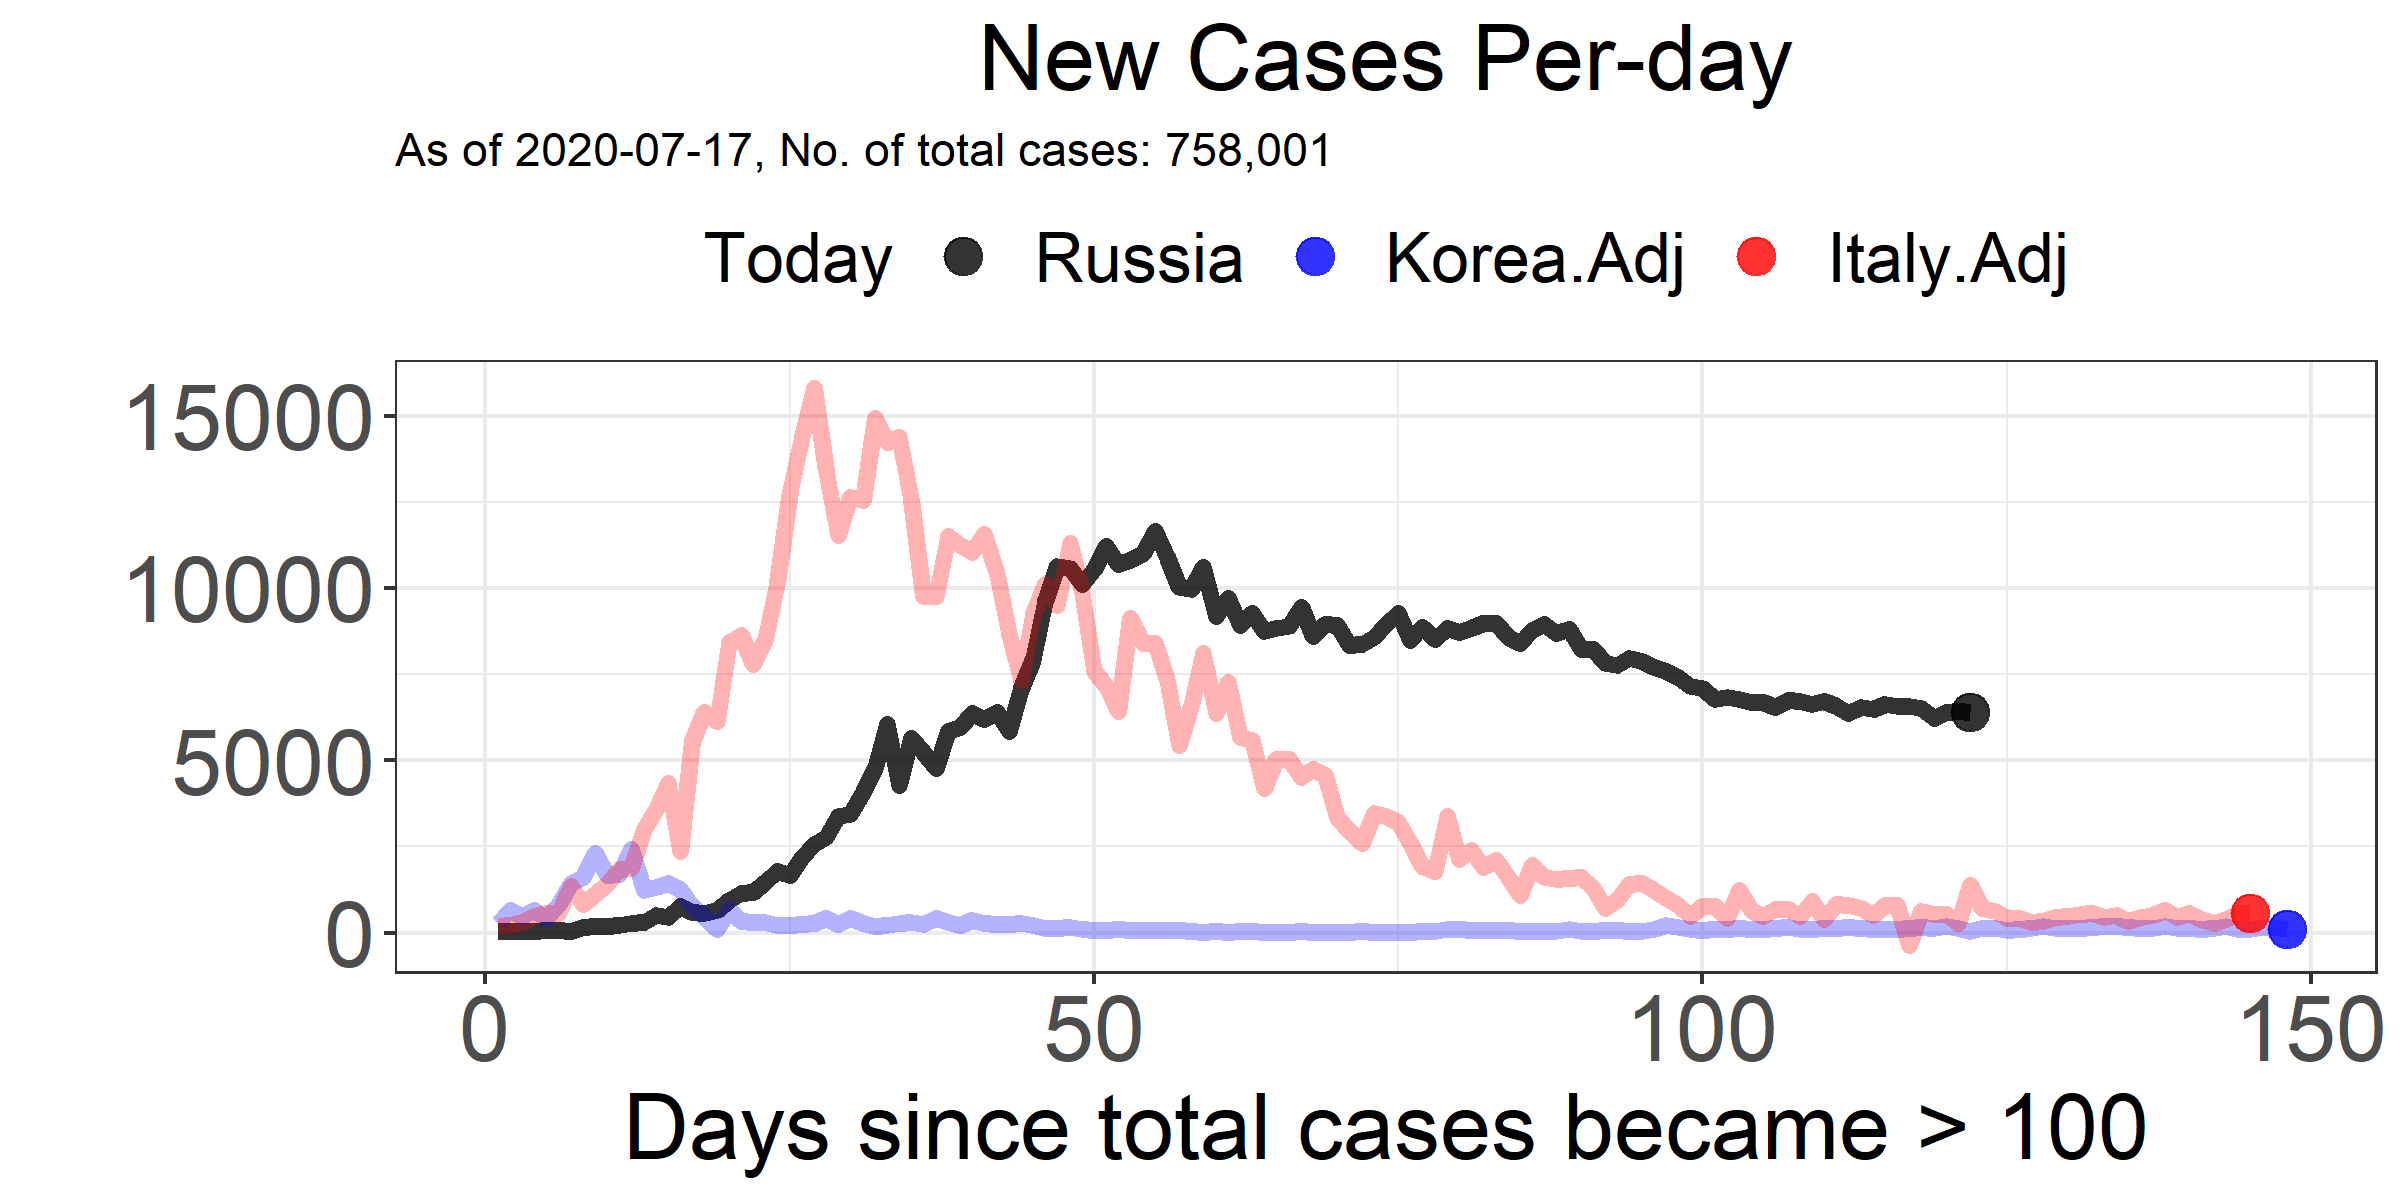 New Cases Per-day
As of 2020-07-17, No. of total cases: 758,001
Today Russia Korea.Adj Italy.Adj
15000
10000
5000
0
0 50 100 150
Days since total cases became > 100